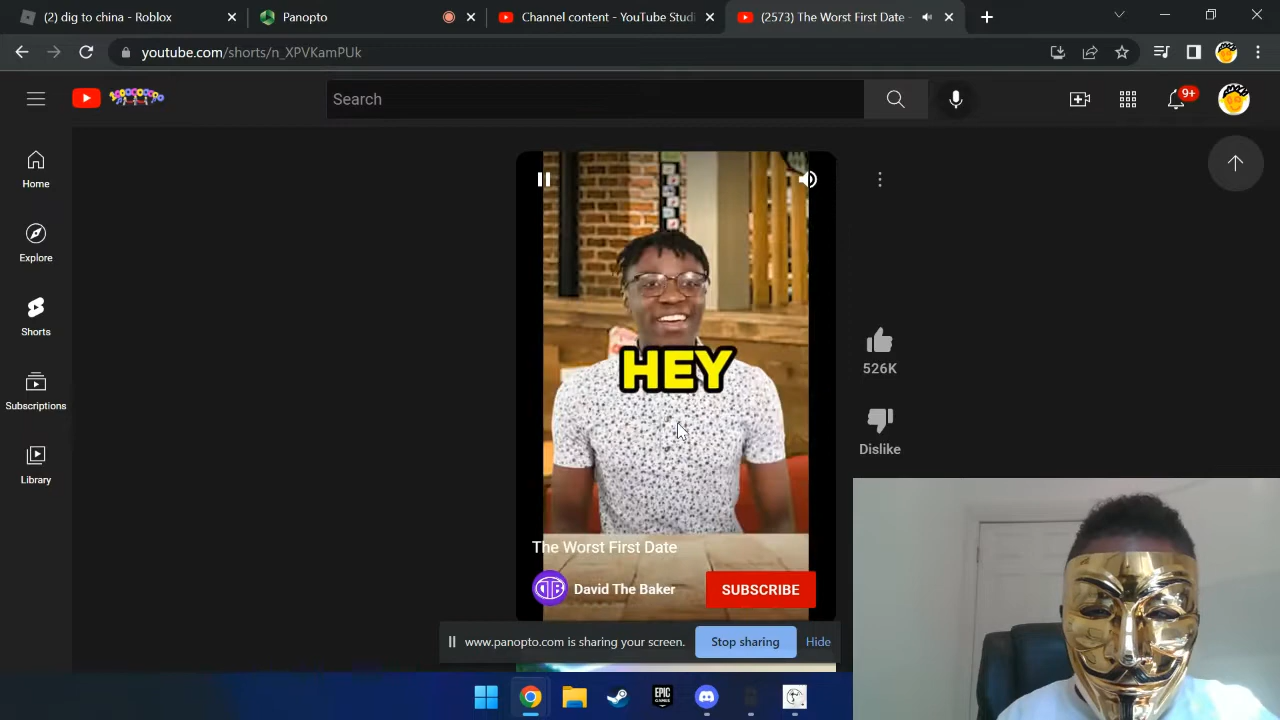 (2) dig to china - Roblox
Panopto
Channel content - YouTube Studi
(2573) The Worst First Date -
youtube.com/shorts/n_XPVKamPUk
Search
9+
Home
Explore
Shorts
Subscriptions
Library
HEY
526K
Dislike
The Worst First Date
David The Baker
SUBSCRIBE
www.panopto.com is sharing your screen.
Stop sharing
Hide
EPIC
GAMES